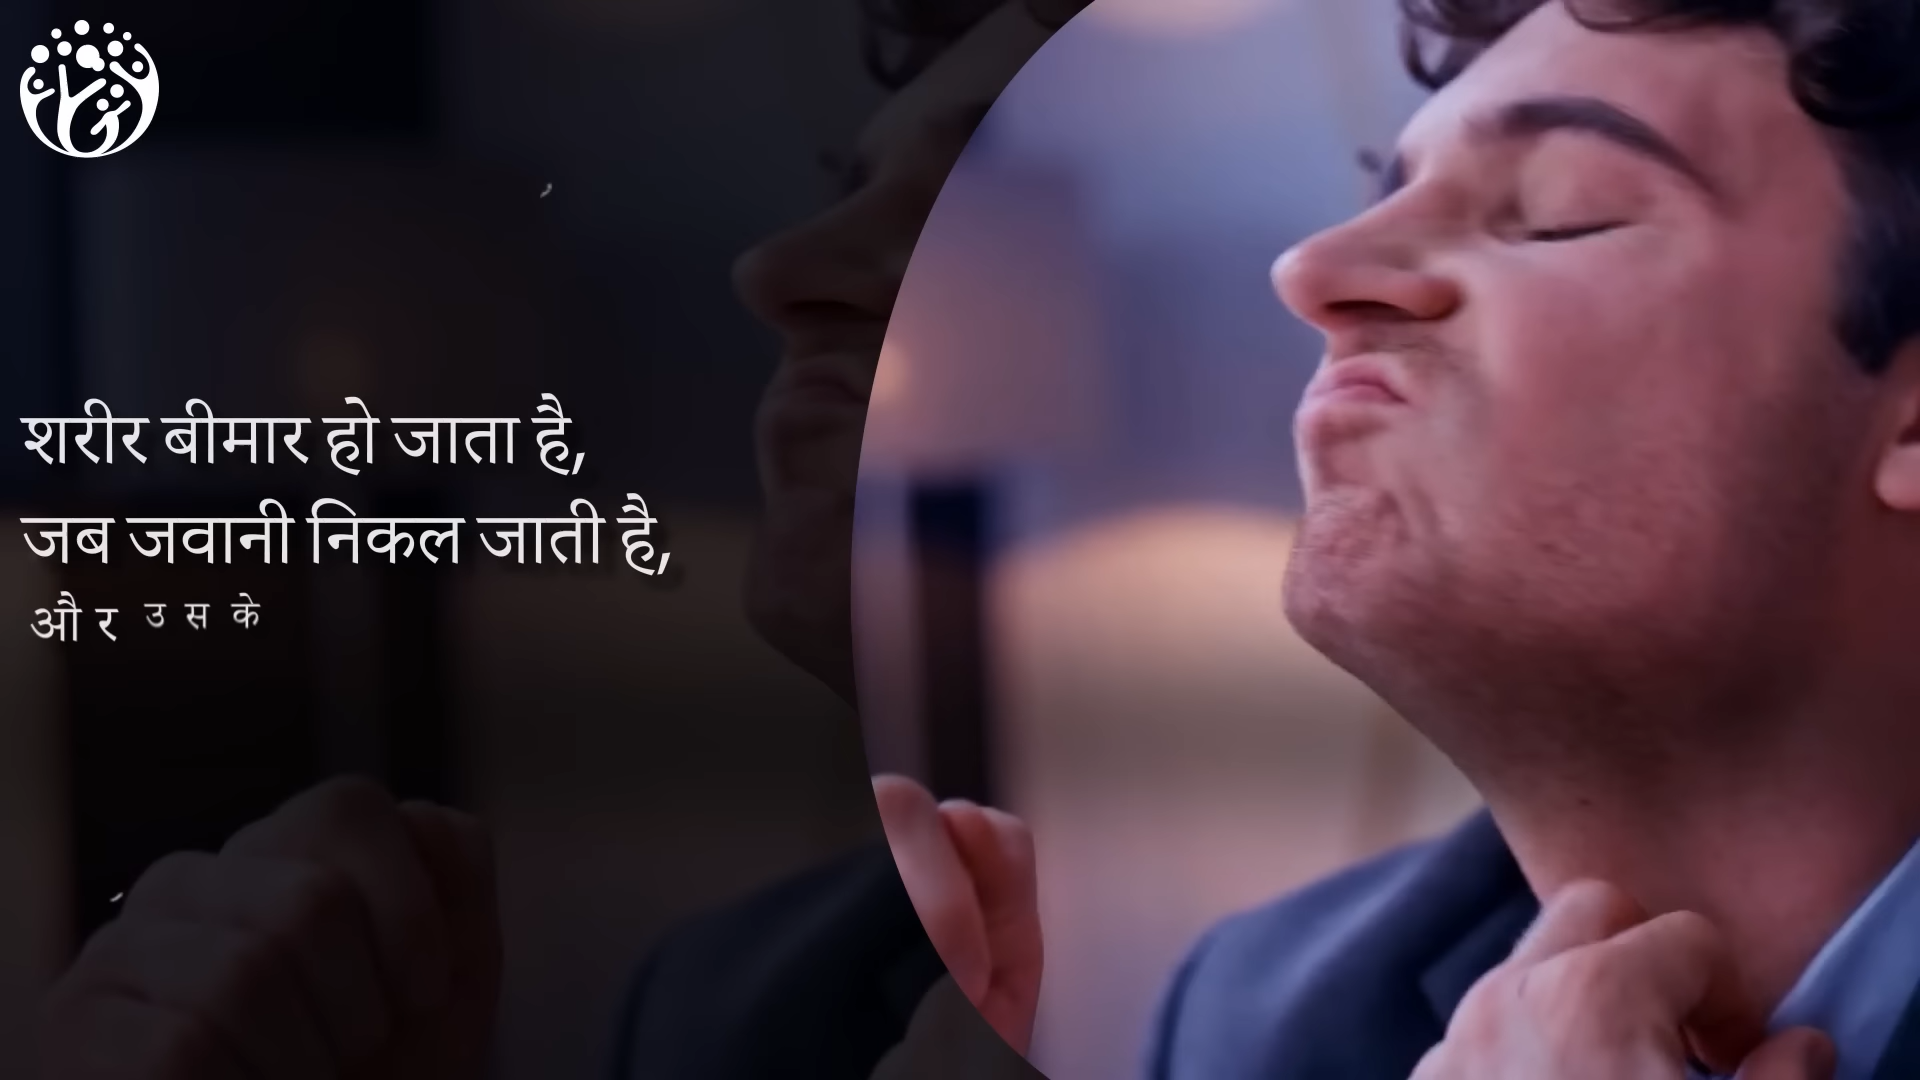 शरीर बीमार हो जाता है,
जब जवानी निकल जाती है,
और उसके